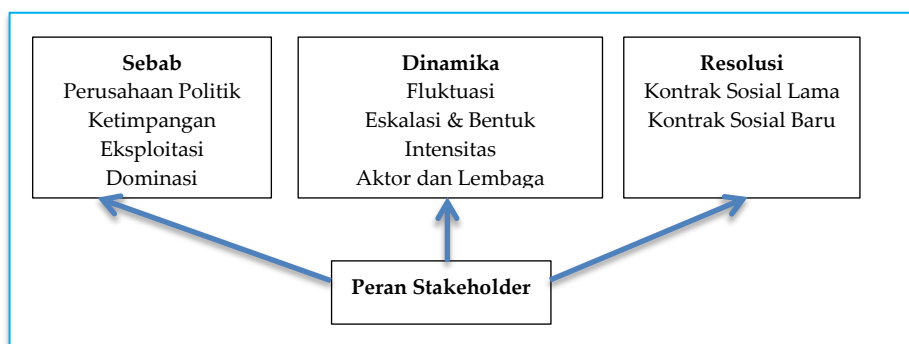 Sebab
Perusahaan Politik
Ketimpangan
Eksploitasi
Dominasi
Dinamika
Fluktuasi
Eskalasi & Bentuk
Intensitas
Aktor dan Lembaga
Resolusi
Kontrak Sosial Lama
Kontrak Sosial Baru
Peran Stakeholder